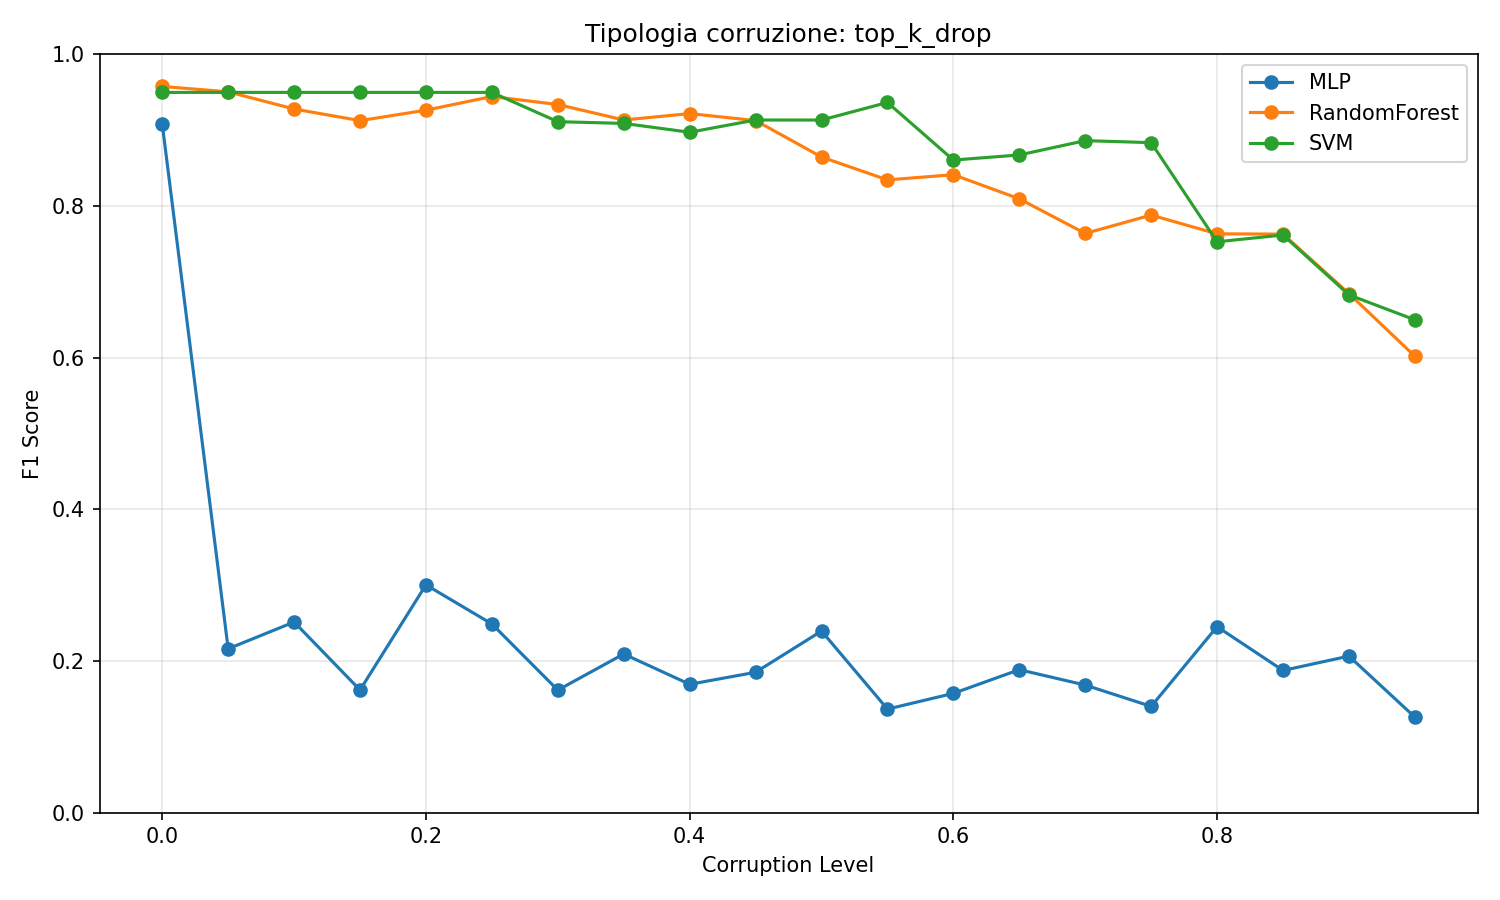 Tipologia corruzione: top_k_drop
MLP
RandomForest
SVM
F1 Score
1.0
0.8
0.6
0.4
0.2
0.0
0.0
0.2
0.4
0.6
0.8
Corruption Level